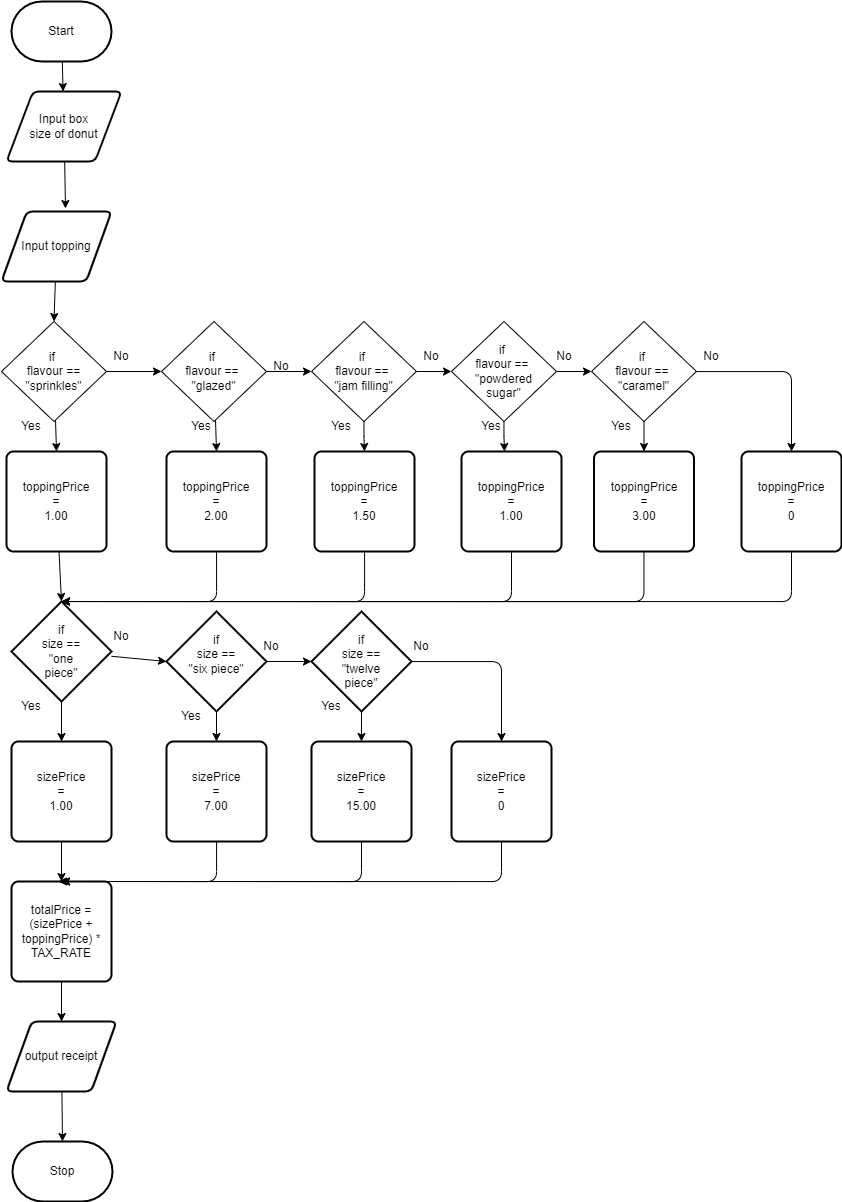 Start
Input box
size of donut
Input topping
if
flavour ==
"sprinkles"
No
if
flavour ==
"glazed"
No
if
flavour ==
"jam filling"
No
if
flavour ==
"powdered
sugar"
No
if
flavour ==
"caramel"
No
Yes
Yes
Yes
Yes
Yes
toppingPrice
=
1.00
toppingPrice
=
2.00
toppingPrice
=
1.50
toppingPrice
=
1.00
toppingPrice
=
3.00
toppingPrice
=
0
if
size ==
"one
piece"
No
if
size ==
"six piece"
No
if
size ==
"twelve
piece"
No
Yes
Yes
Yes
sizePrice
=
1.00
sizePrice
=
7.00
sizePrice
=
15.00
sizePrice
=
0
totalPrice =
(sizePrice +
toppingPrice) *
TAX_RATE
output receipt
Stop